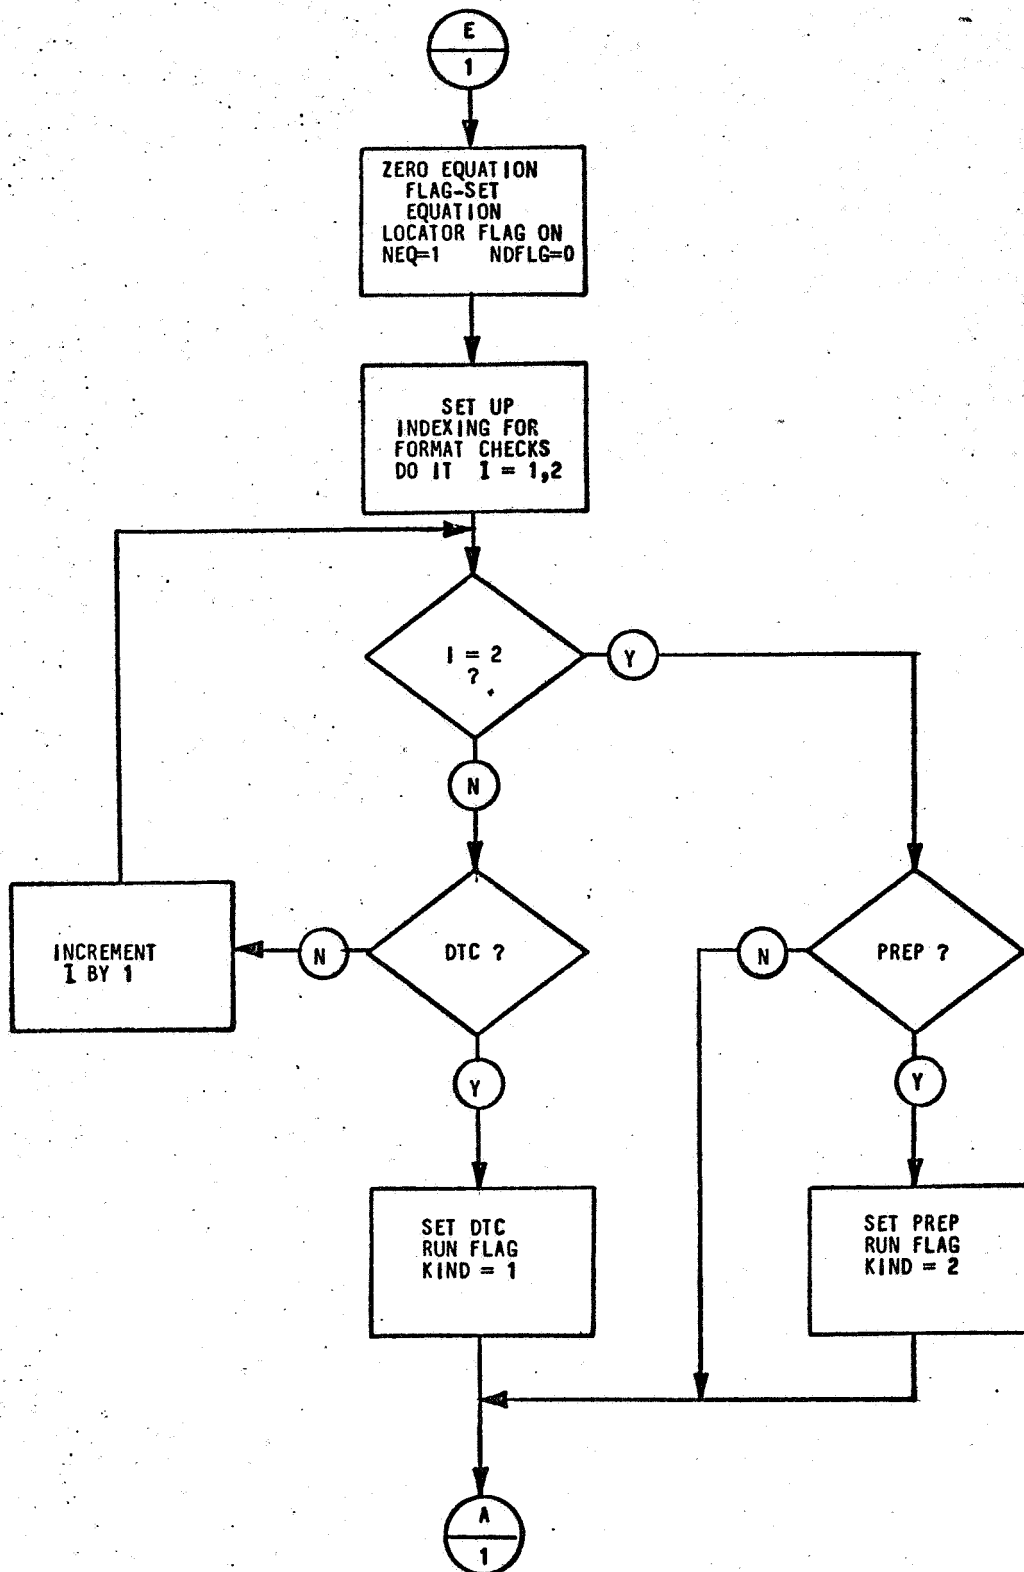 E
1
ZERO EQUATION
FLAG-SET
EQUATION
LOCATOR FLAG ON
NEQ=1 NDFLG=0
SET UP
INDEXING FOR
FORMAT CHECKS
DO IT I = 1,2
I = 2
?
Y
N
INCREMENT
I BY 1
N
DTC ?
N
PREP ?
Y
Y
SET DTC
RUN FLAG
KIND = 1
SET PREP
RUN FLAG
KIND = 2
A
1